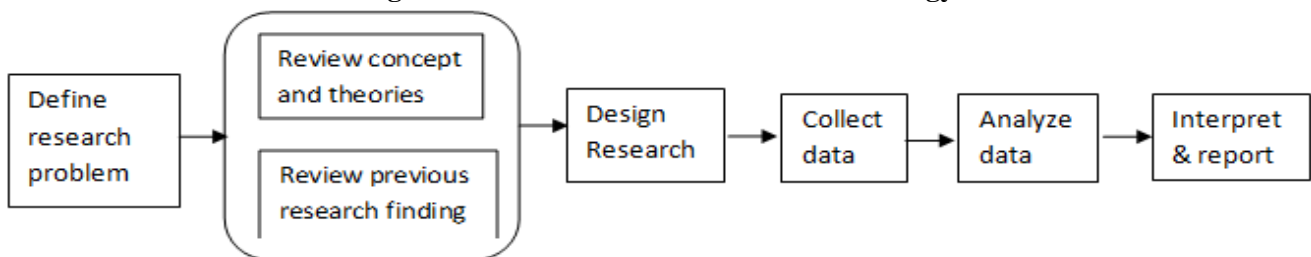 Define
research
problem
Review concept
and theories
Review previous
research finding
Design
Research
Collect
data
Analyze
data
Interpret
& report